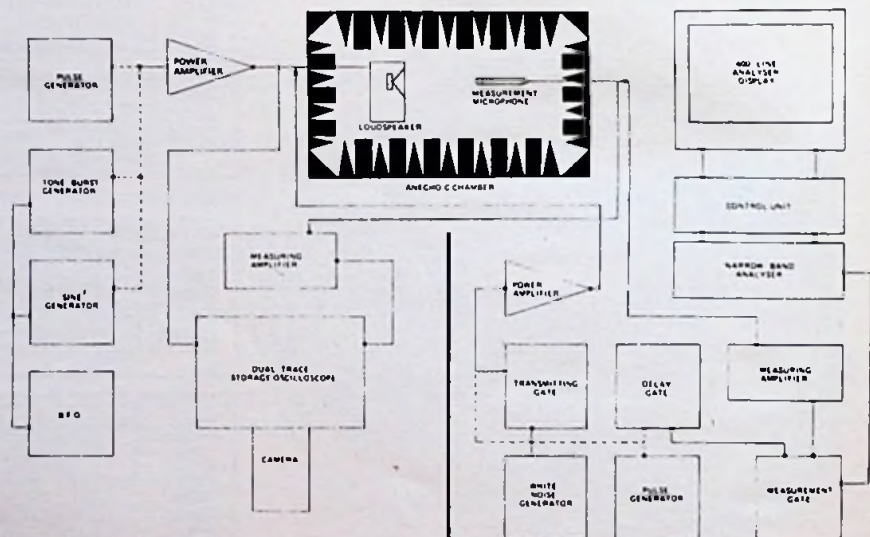 PULSE
GENERATOR
POWER
AMPLIFIER
LOUDSPEAKER
MEASUREMENT
MICROPHONE
ANECHOIC CHAMBER
400 LINE
ANALYSER
DISPLAY
TONE BURST
GENERATOR
CONTROL UNIT
MEASURING
AMPLIFIER
NARROW BAND
ANALYSER
SINE²
GENERATOR
POWER
AMPLIFIER
DUAL TRACE
STORAGE OSCILLOSCOPE
TRANSMITTING
GATE
DELAY
GATE
MEASURING
AMPLIFIER
B.F.O
CAMERA
WHITE
NOISE
GENERATOR
PULSE
GENERATOR
MEASUREMENT
GATE